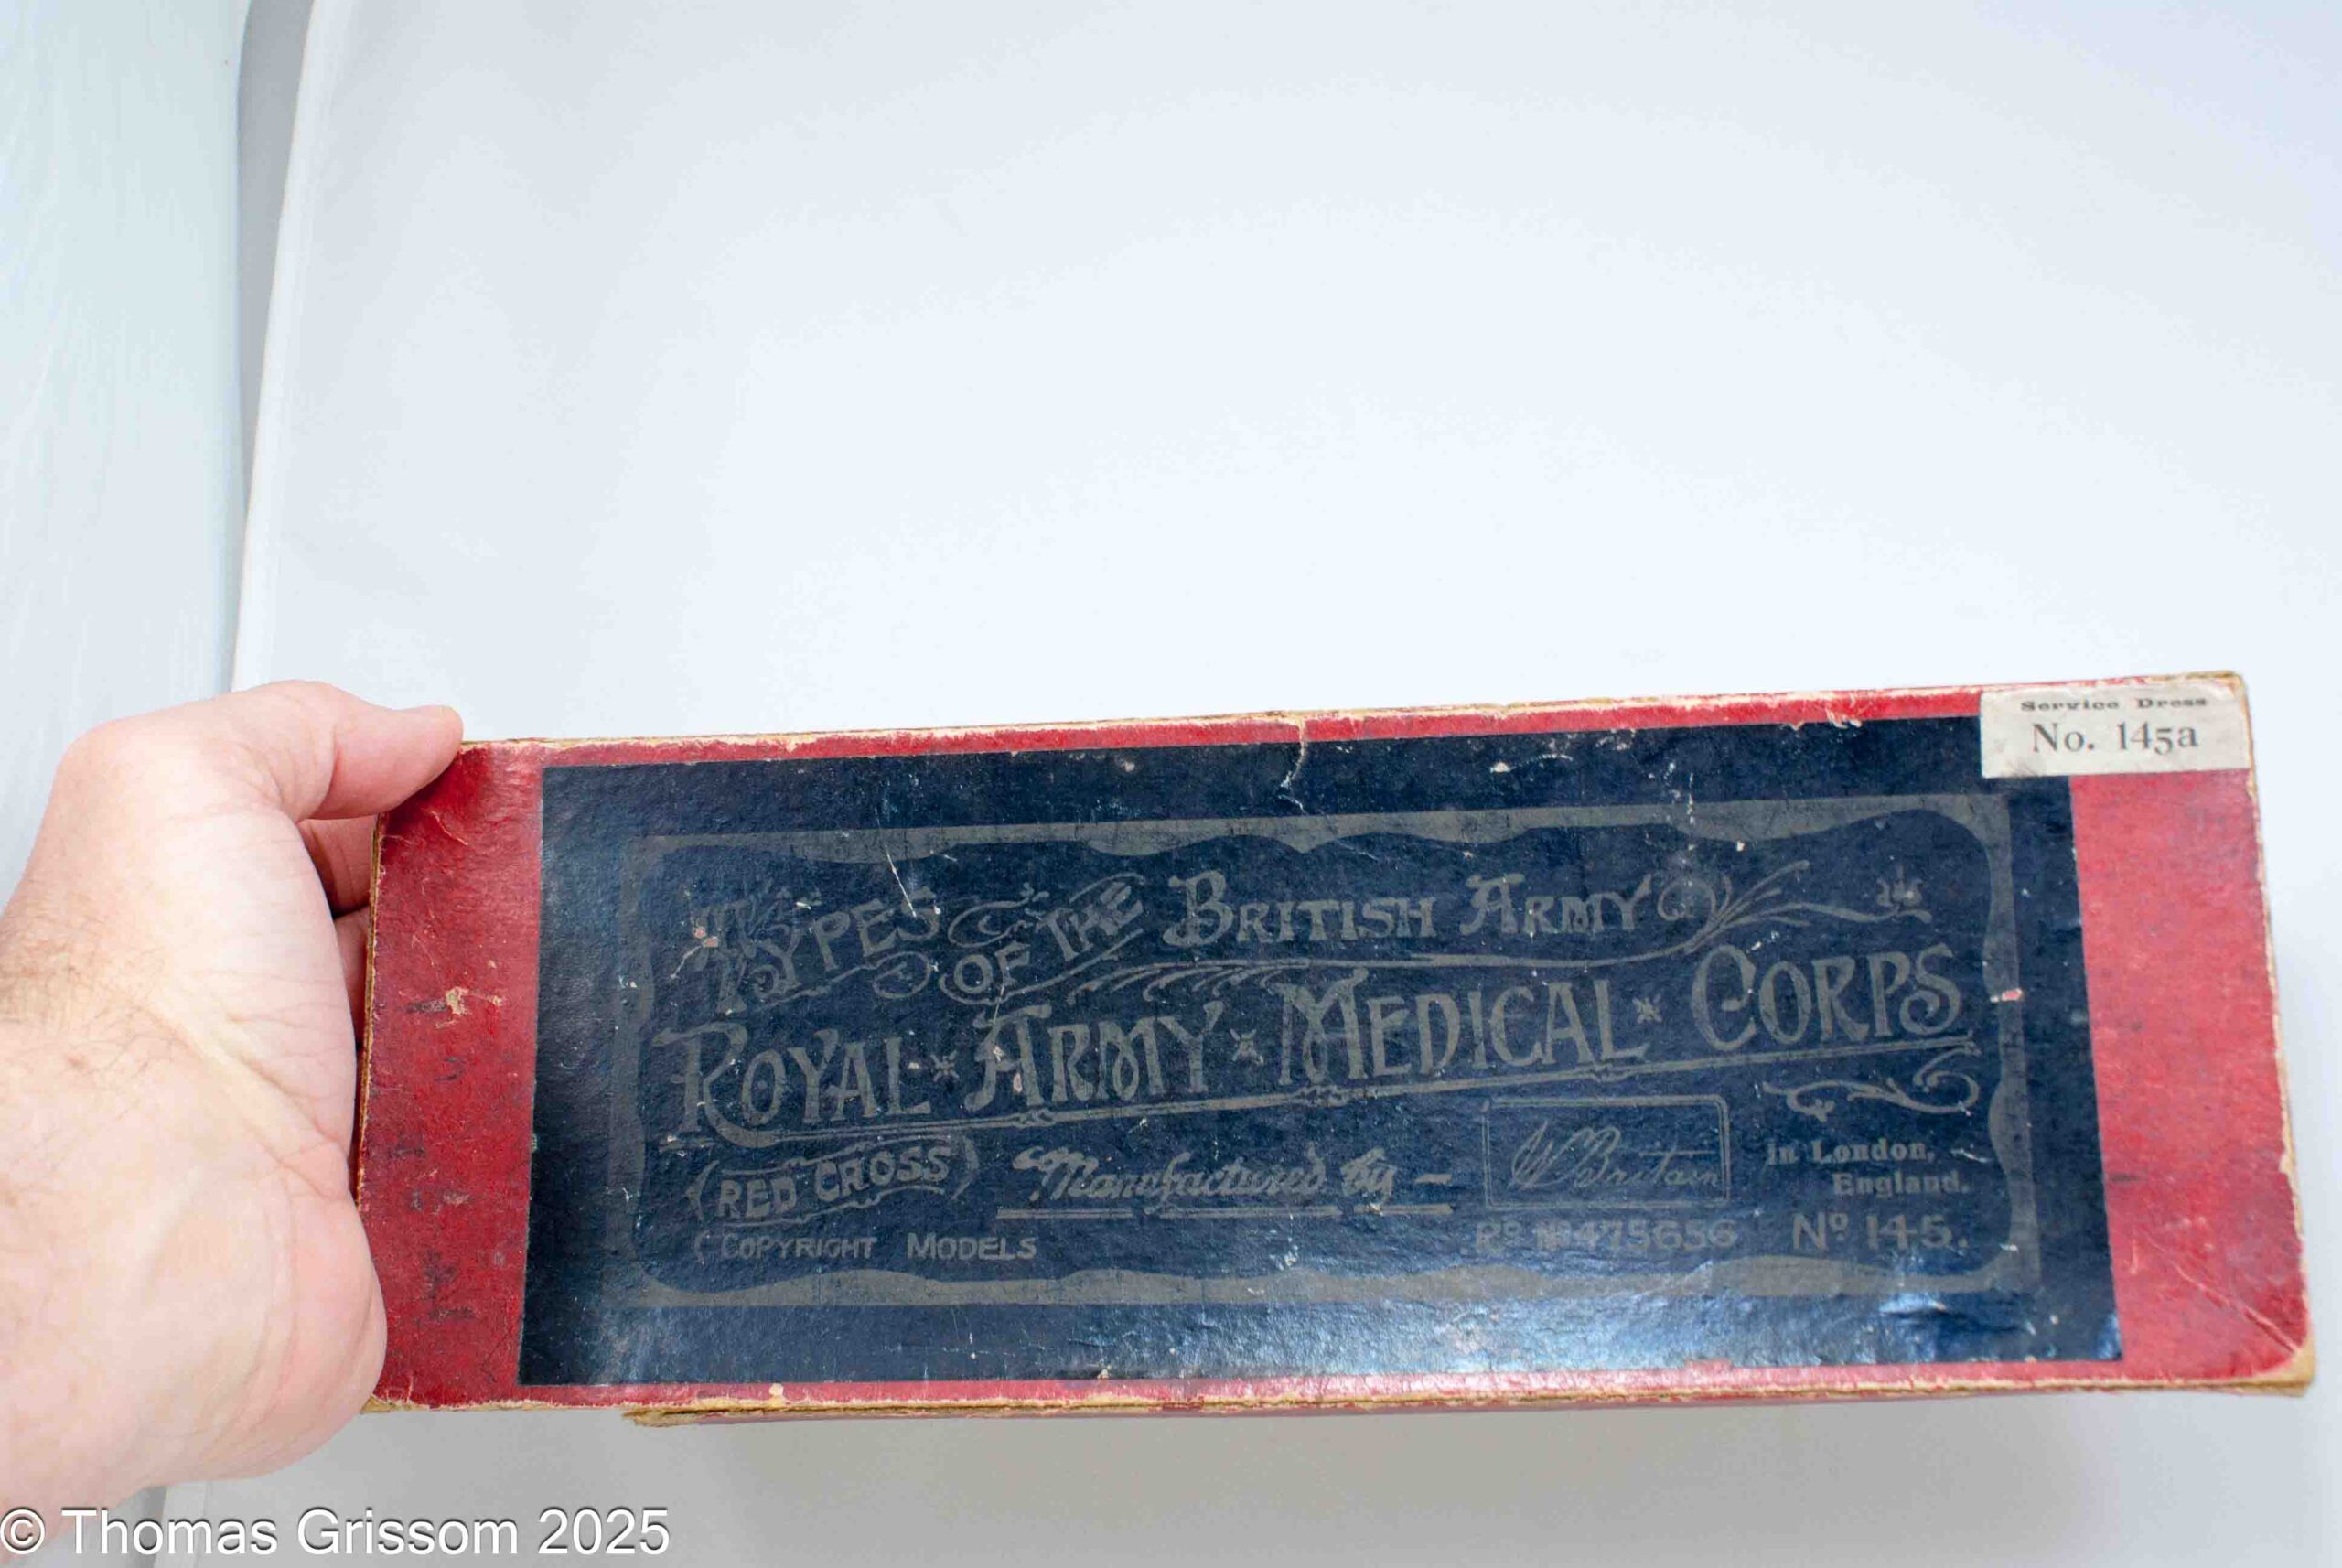 Service Dress
No. 145a
TYPES OF THE BRITISH ARMY
ROYAL ARMY MEDICAL CORPS
(RED CROSS) Manufactured by - WBritain in London,
England.
COPYRIGHT MODELS Rᴰ Nº 475656 Nº 145.
© Thomas Grissom 2025